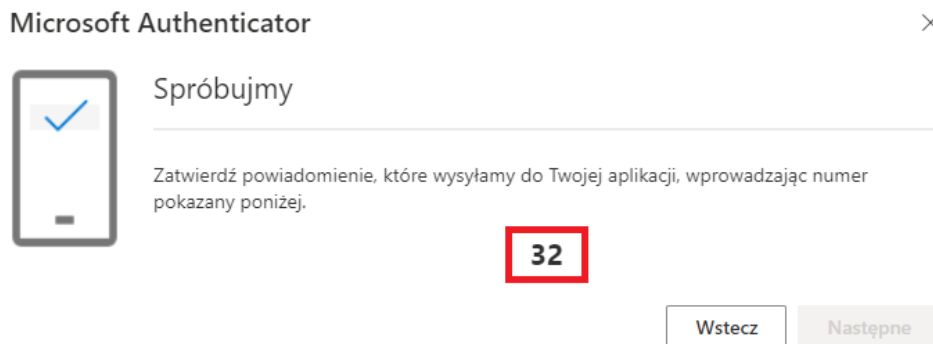 Microsoft Authenticator
Spróbujmy
Zatwierdź powiadomienie, które wysyłamy do Twojej aplikacji, wprowadzając numer
pokazany poniżej.
32
Wstecz
Następne